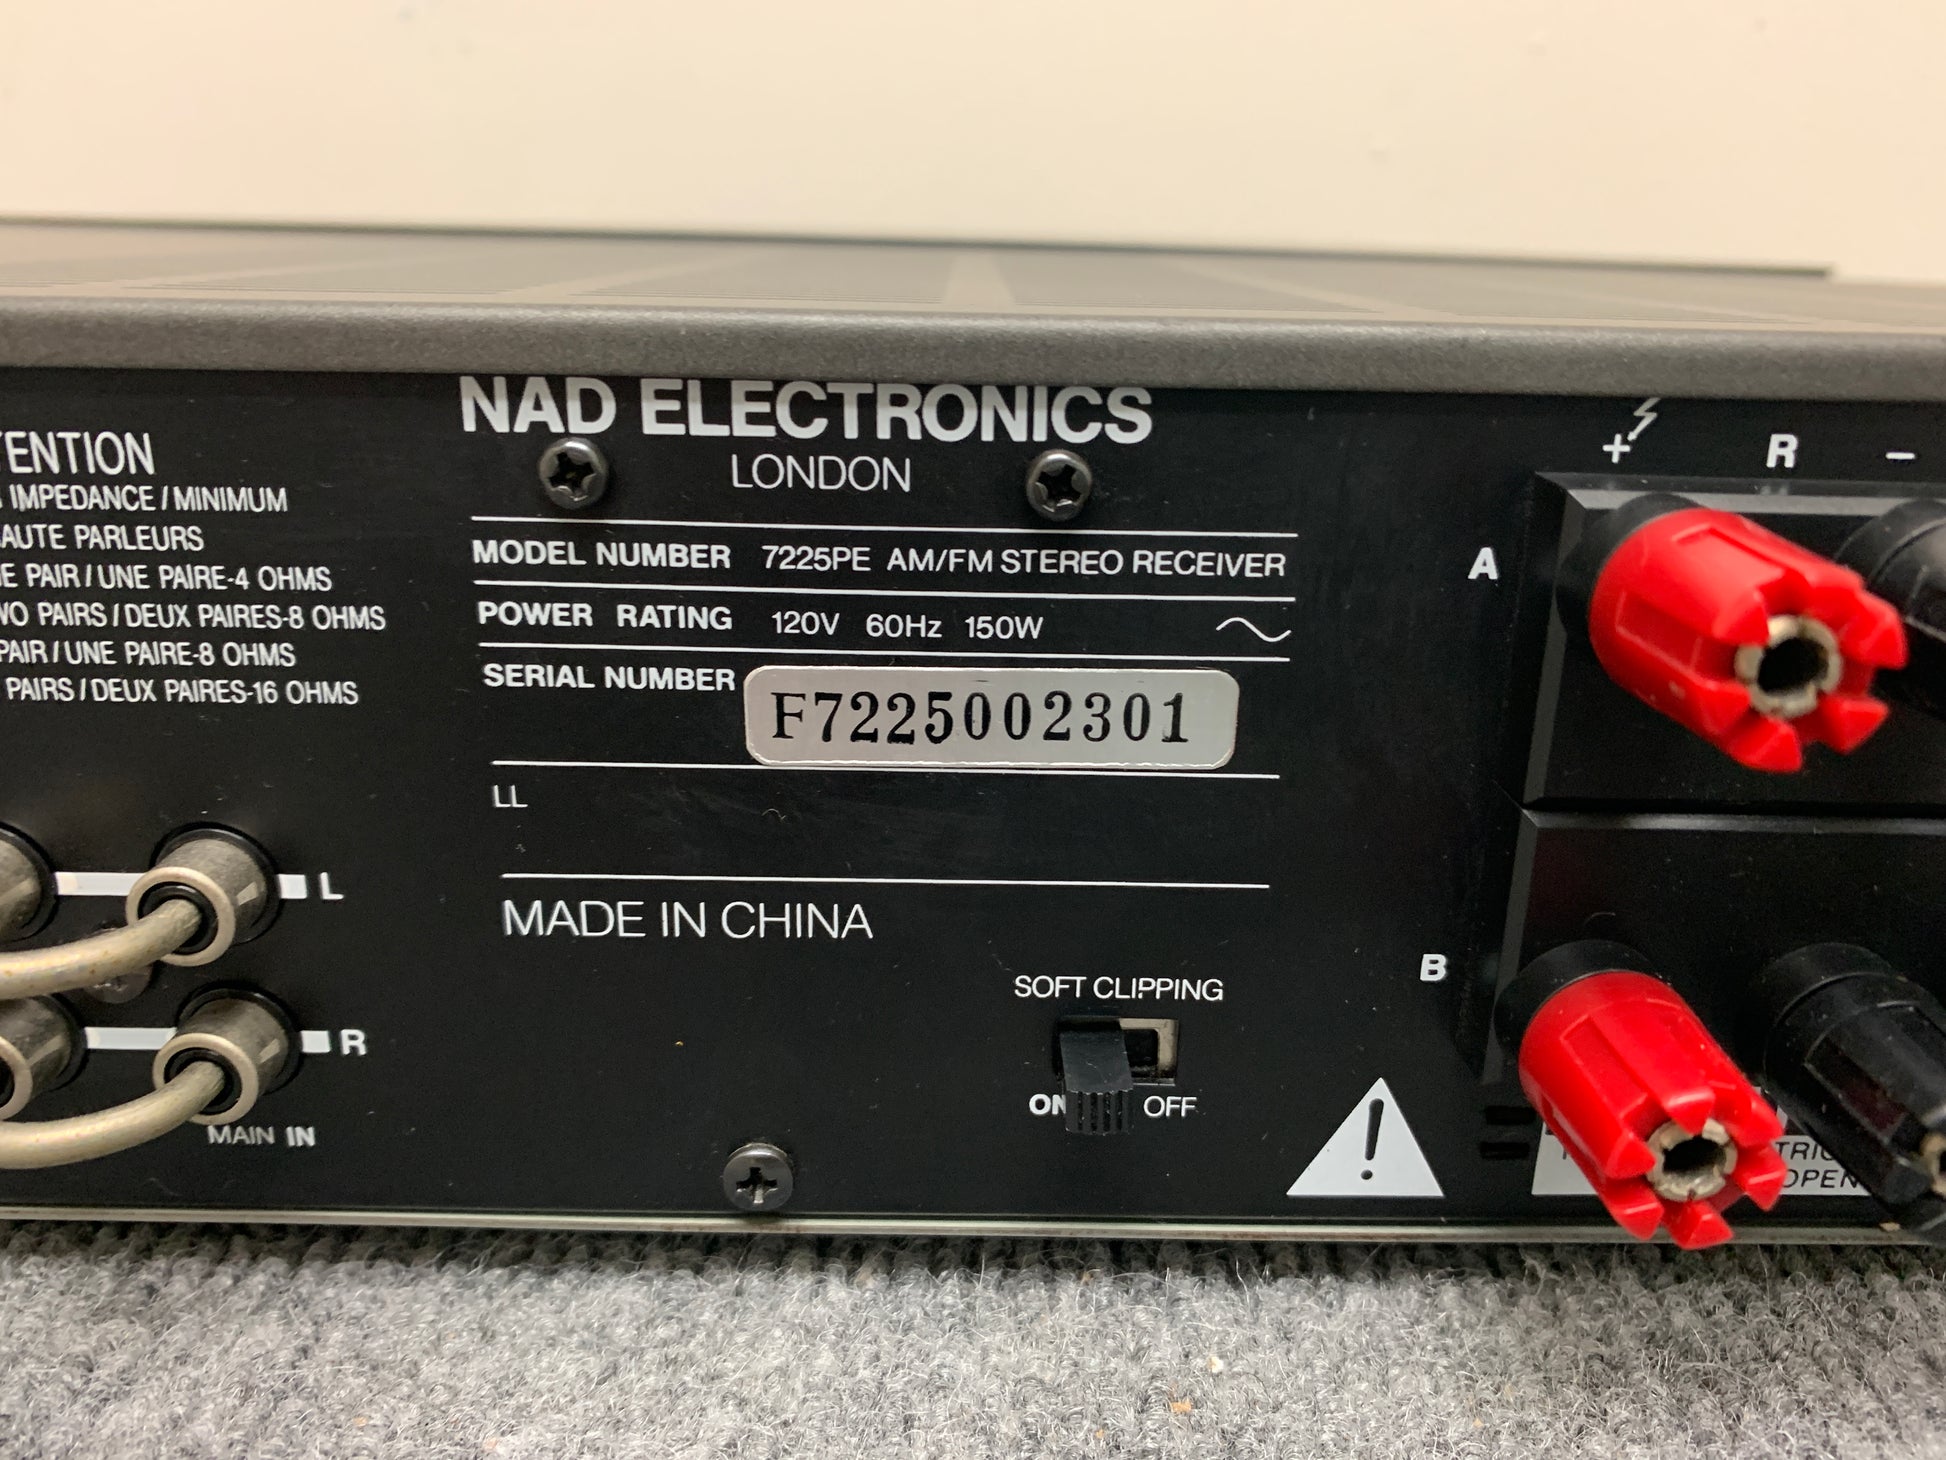 NAD ELECTRONICS
LONDON
MODEL NUMBER 7225PE AM/FM STEREO RECEIVER
POWER RATING 120V 60Hz 150W
SERIAL NUMBER F7225002301
LL
MADE IN CHINA
SOFT CLIPPING
ON OFF
TENTION
IMPEDANCE / MINIMUM
AUTE PARLEURS
E PAIR / UNE PAIRE-4 OHMS
WO PAIRS / DEUX PAIRES-8 OHMS
PAIR / UNE PAIRE-8 OHMS
PAIRS / DEUX PAIRES-16 OHMS
L
R
MAIN IN
+ R -
A
B
TRIC
OPEN